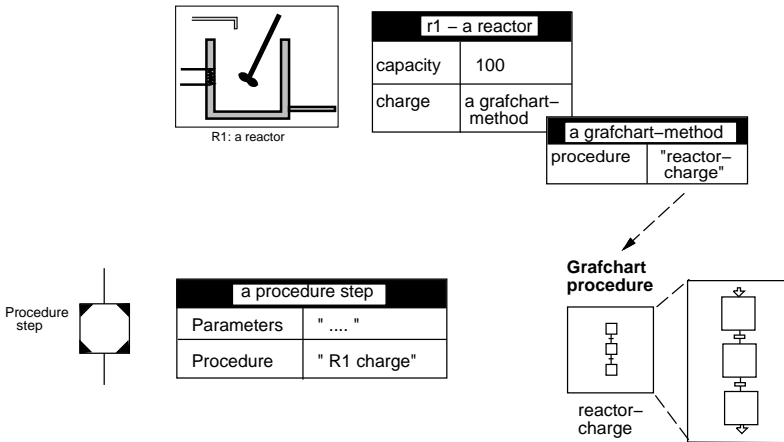 r1 – a reactor
capacity 100
charge a grafchart–
method
R1: a reactor
a grafchart–method
procedure "reactor–
charge"
Grafchart
procedure
Procedure
step
a procedure step
Parameters " .... "
Procedure " R1 charge"
reactor–
charge